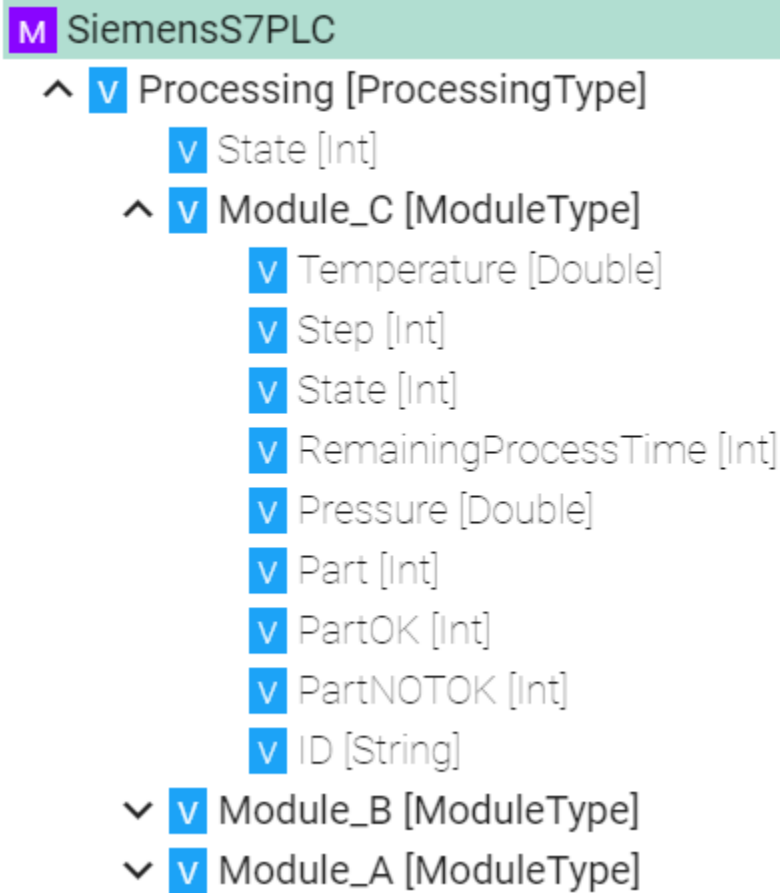 M SiemensS7PLC
V Processing [ProcessingType]
V State [Int]
V Module_C [ModuleType]
V Temperature [Double]
V Step [Int]
V State [Int]
V RemainingProcessTime [Int]
V Pressure [Double]
V Part [Int]
V PartOK [Int]
V PartNOTOK [Int]
V ID [String]
V Module_B [ModuleType]
V Module_A [ModuleType]